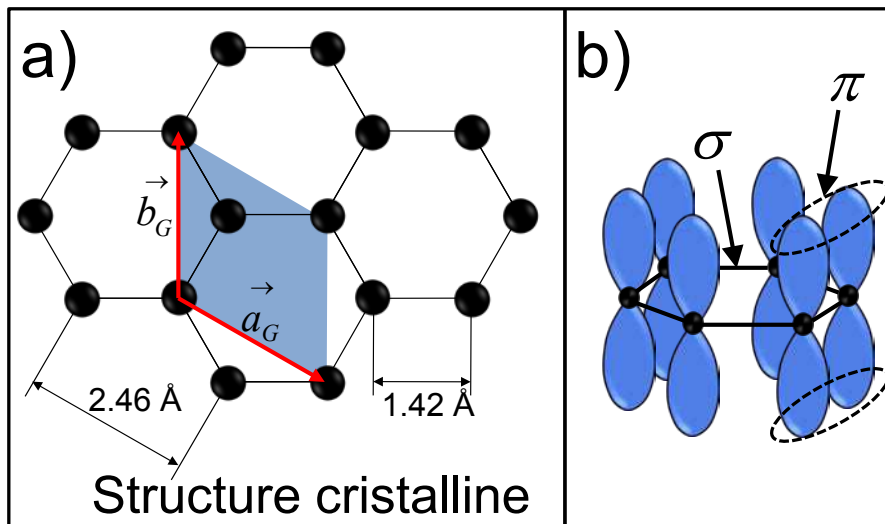 a)
b)
π
σ
b_G
a_G
2.46 Å
1.42 Å
Structure cristalline